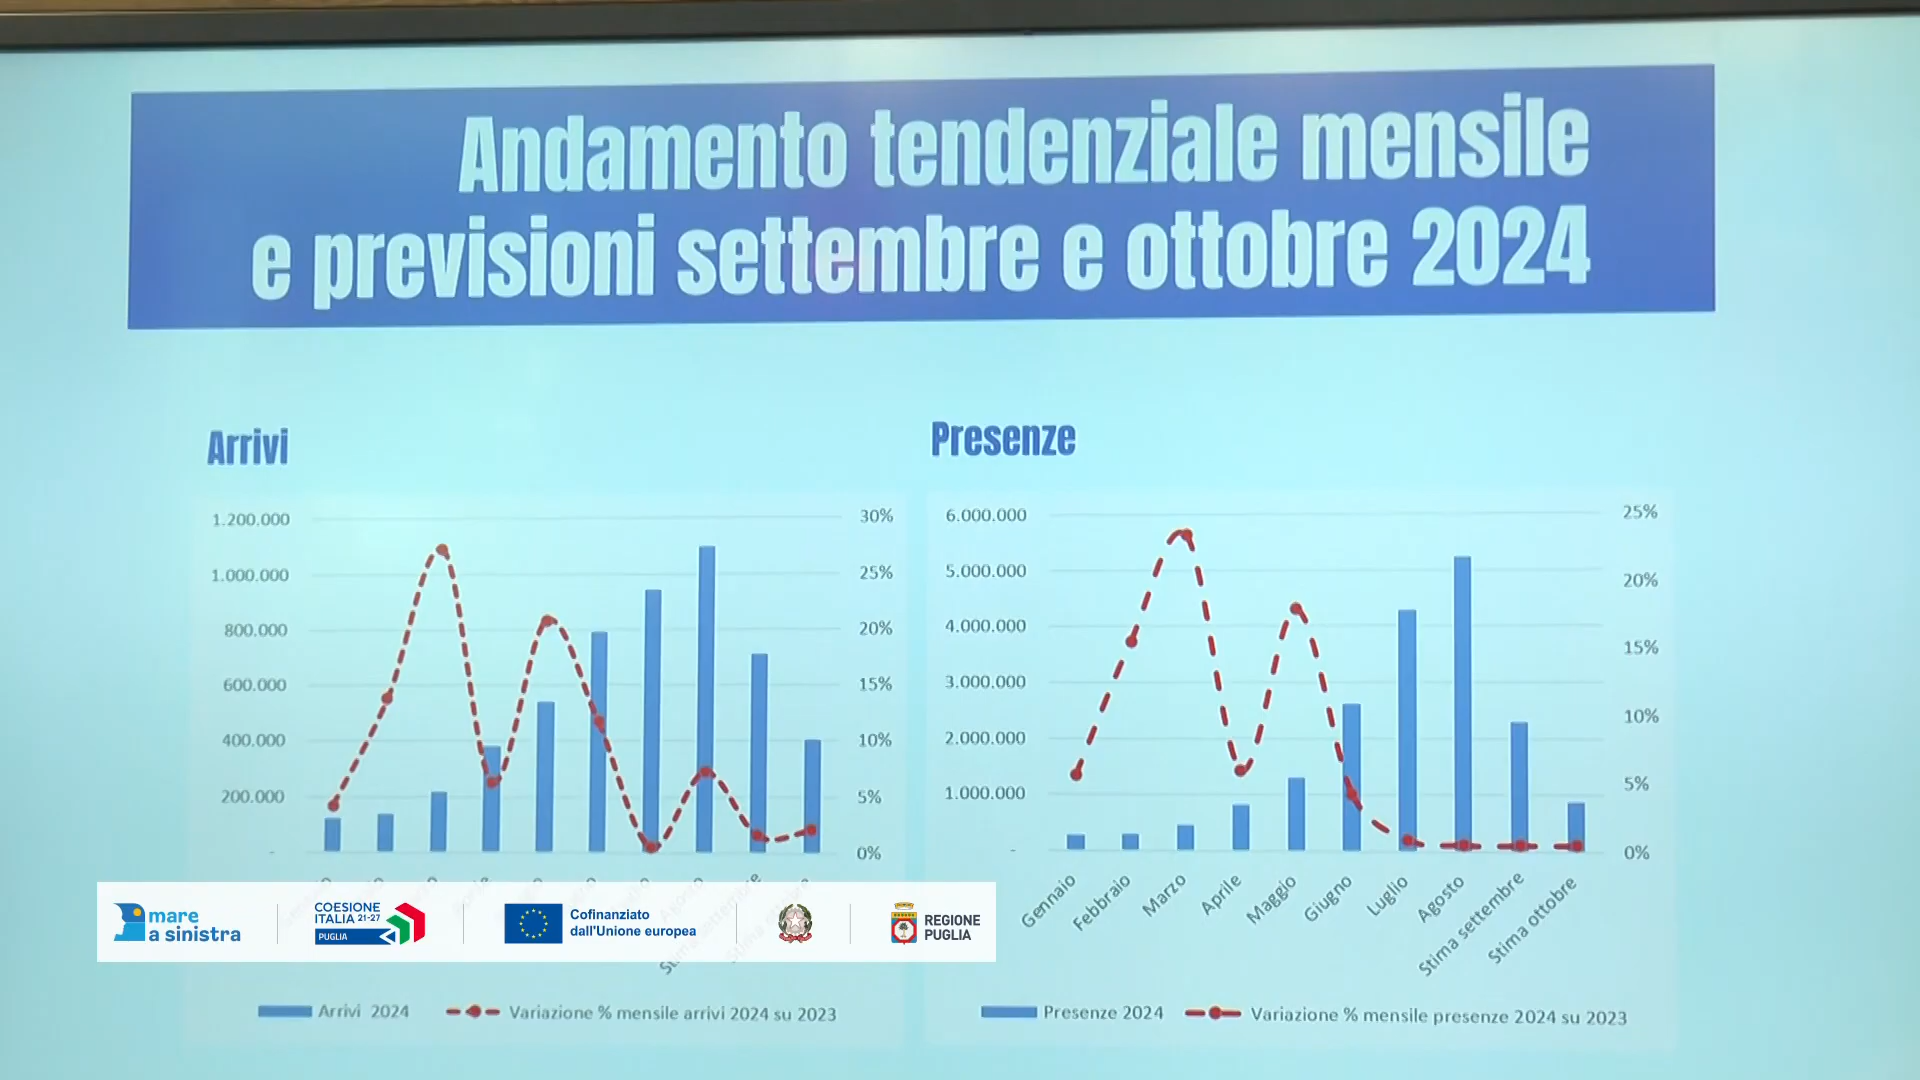 Andamento tendenziale mensile
e previsioni settembre e ottobre 2024
Arrivi
1.200.000
1.000.000
800.000
600.000
400.000
200.000
-
30%
25%
20%
15%
10%
5%
0%
Presenze
6.000.000
5.000.000
4.000.000
3.000.000
2.000.000
1.000.000
-
25%
20%
15%
10%
5%
0%
Gennaio
Febbraio
Marzo
Aprile
Maggio
Giugno
Luglio
Agosto
Stima settembre
Stima ottobre
mare
a sinistra
COESIONE
ITALIA 21-27
PUGLIA
Cofinanziato
dall'Unione europea
REGIONE
PUGLIA
Arrivi 2024
Variazione % mensile arrivi 2024 su 2023
Presenze 2024
Variazione % mensile presenze 2024 su 2023